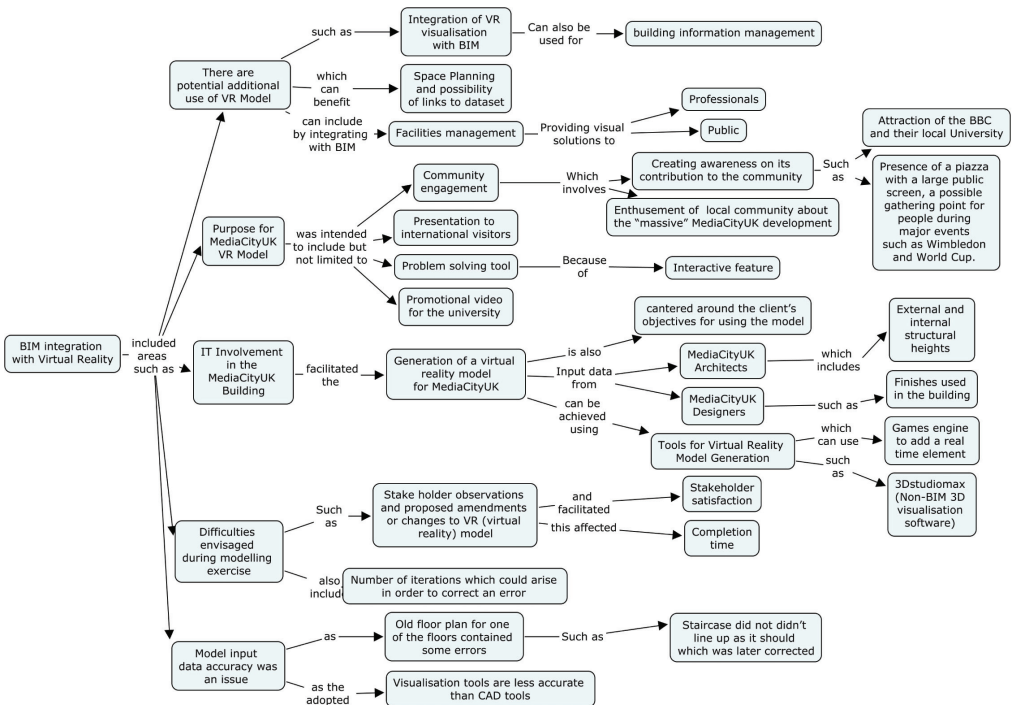 BIM integration
with Virtual Reality
included
areas
such as
There are
potential additional
use of VR Model
such as
Integration of VR
visualisation
with BIM
Can also be
used for
building information management
which
can
benefit
Space Planning
and possibility
of links to dataset
can include
by integrating
with BIM
Facilities management
Providing visual
solutions to
Professionals
Public
Purpose for
MediaCityUK
VR Model
was intended
to include but
not limited to
Community
engagement
Which
involves
Creating awareness on its
contribution to the community
Such
as
Attraction of the BBC
and their local University
Presence of a piazza
with a large public
screen, a possible
gathering point for
people during
major events
such as Wimbledon
and World Cup.
Enthusement of local community about
the “massive” MediaCityUK development
Presentation to
international visitors
Problem solving tool
Because
of
Interactive feature
Promotional video
for the university
IT Involvement
in the
MediaCityUK
Building
facilitated
the
Generation of a virtual
reality model
for MediaCityUK
is also
cantered around the client’s
objectives for using the model
Input data
from
MediaCityUK
Architects
which
includes
External and
internal
structural
heights
MediaCityUK
Designers
such as
Finishes used
in the building
can be
achieved
using
Tools for Virtual Reality
Model Generation
which
can use
Games engine
to add a real
time element
such
as
3Dstudiomax
(Non-BIM 3D
visualisation
software)
Difficulties
envisaged
during modelling
exercise
Such
as
Stake holder observations
and proposed amendments
or changes to VR (virtual
reality) model
and
facilitated
Stakeholder
satisfaction
this affected
Completion
time
also
includ
Number of iterations which could arise
in order to correct an error
Model input
data accuracy was
an issue
as
Old floor plan for one
of the floors contained
some errors
Such as
Staircase did not didn’t
line up as it should
which was later corrected
as the
adopted
Visualisation tools are less accurate
than CAD tools